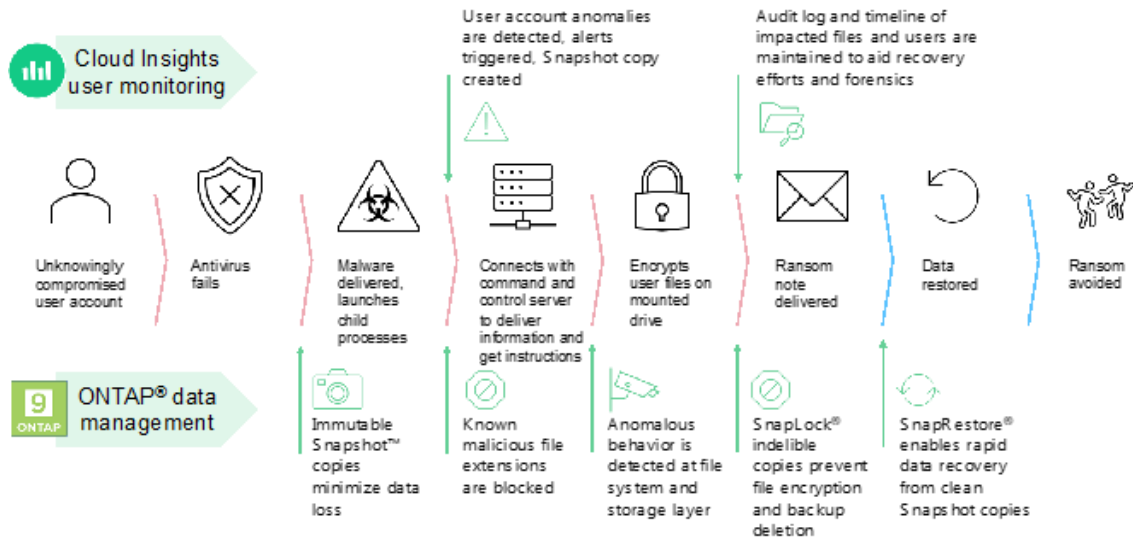 User account anomalies
are detected, alerts
triggered, Snapshot copy
created
Audit log and timeline of
impacted files and users are
maintained to aid recovery
efforts and forensics
Cloud Insights
user monitoring
Unknowingly
compromised
user account
Antivirus
fails
Malware
delivered,
launches
child
processes
Connects with
command and
control server
to deliver
information and
get instructions
Encrypts
user files on
mounted
drive
Ransom
note
delivered
Data
restored
Ransom
avoided
9
ONTAP
ONTAP® data
management
Immutable
Snapshot™
copies
minimize data
loss
Known
malicious file
extensions
are blocked
Anomalous
behavior is
detected at file
system and
storage layer
SnapLock®
indelible
copies prevent
file encryption
and backup
deletion
SnapRestore®
enables rapid
data recovery
from clean
Snapshot copies